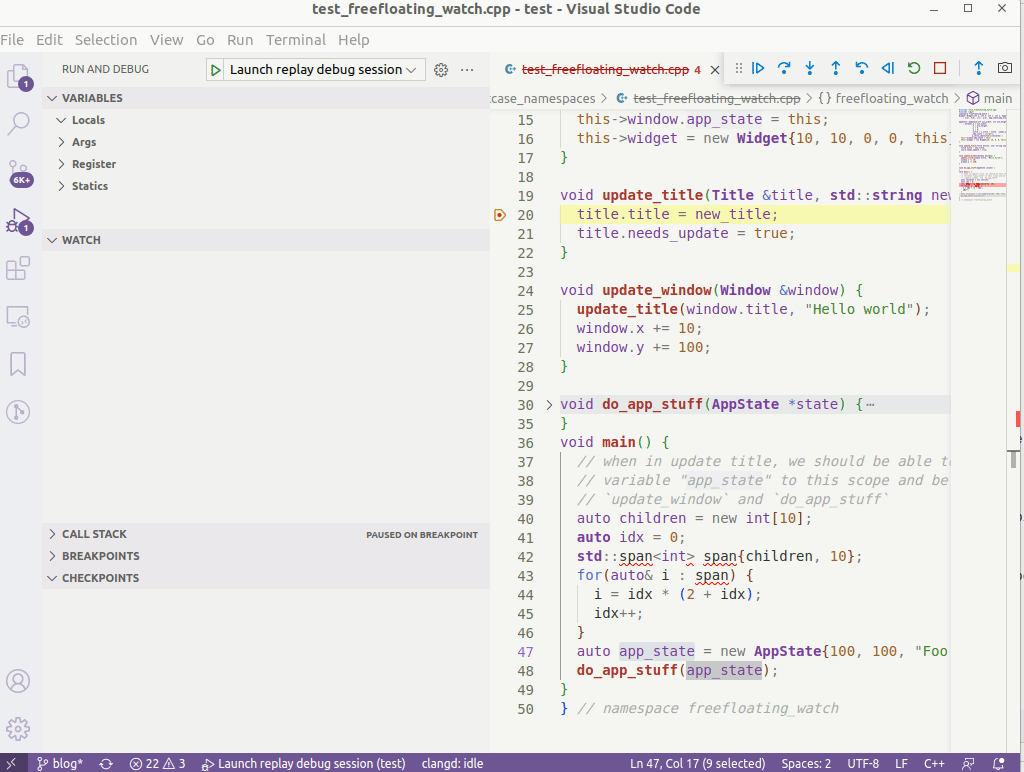 test_freefloating_watch.cpp - test - Visual Studio Code
File Edit Selection View Go Run Terminal Help
RUN AND DEBUG Launch replay debug session
test_freefloating_watch.cpp 4
1
VARIABLES
case_namespaces > test_freefloating_watch.cpp > {} freefloating_watch > main
Locals
Args
Register
Statics
6K+
1
WATCH
CALL STACK PAUSED ON BREAKPOINT
BREAKPOINTS
CHECKPOINTS
15 this->window.app_state = this;
16 this->widget = new Widget{10, 10, 0, 0, this
17 }
18
19 void update_title(Title &title, std::string new
20 title.title = new_title;
21 title.needs_update = true;
22 }
23
24 void update_window(Window &window) {
25 update_title(window.title, "Hello world");
26 window.x += 10;
27 window.y += 100;
28 }
29
30 void do_app_stuff(AppState *state) {⋯
35 }
36 void main() {
37 // when in update title, we should be able to
38 // variable "app_state" to this scope and be
39 // `update_window` and `do_app_stuff`
40 auto children = new int[10];
41 auto idx = 0;
42 std::span<int> span{children, 10};
43 for(auto& i : span) {
44 i = idx * (2 + idx);
45 idx++;
46 }
47 auto app_state = new AppState{100, 100, "Foo
48 do_app_stuff(app_state);
49 }
50 } // namespace freefloating_watch
blog* 22 3 Launch replay debug session (test) clangd: idle Ln 47, Col 17 (9 selected) Spaces: 2 UTF-8 LF C++